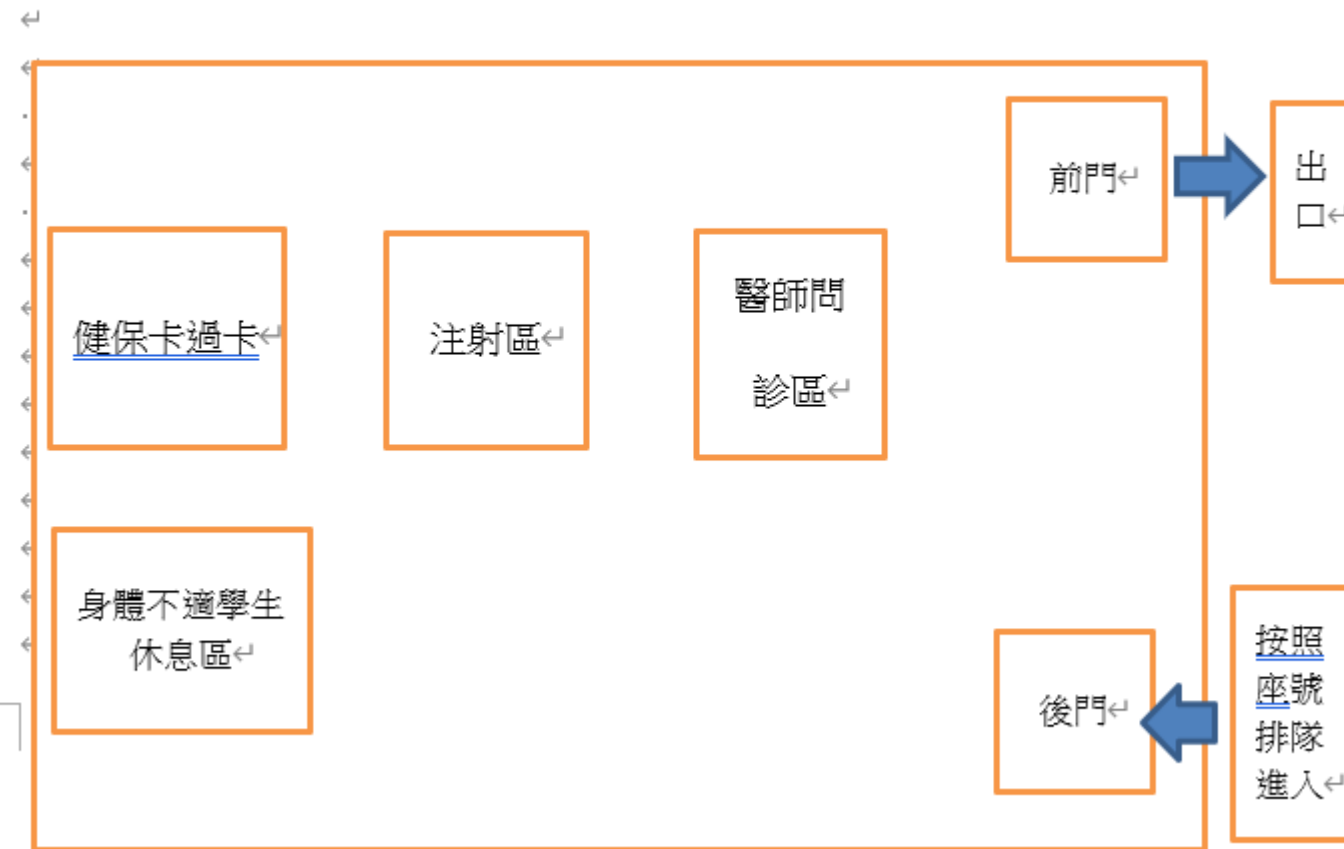 前門
出
口
健保卡過卡
注射區
醫師問
診區
身體不適學生
休息區
後門
按照
座號
排隊
進入